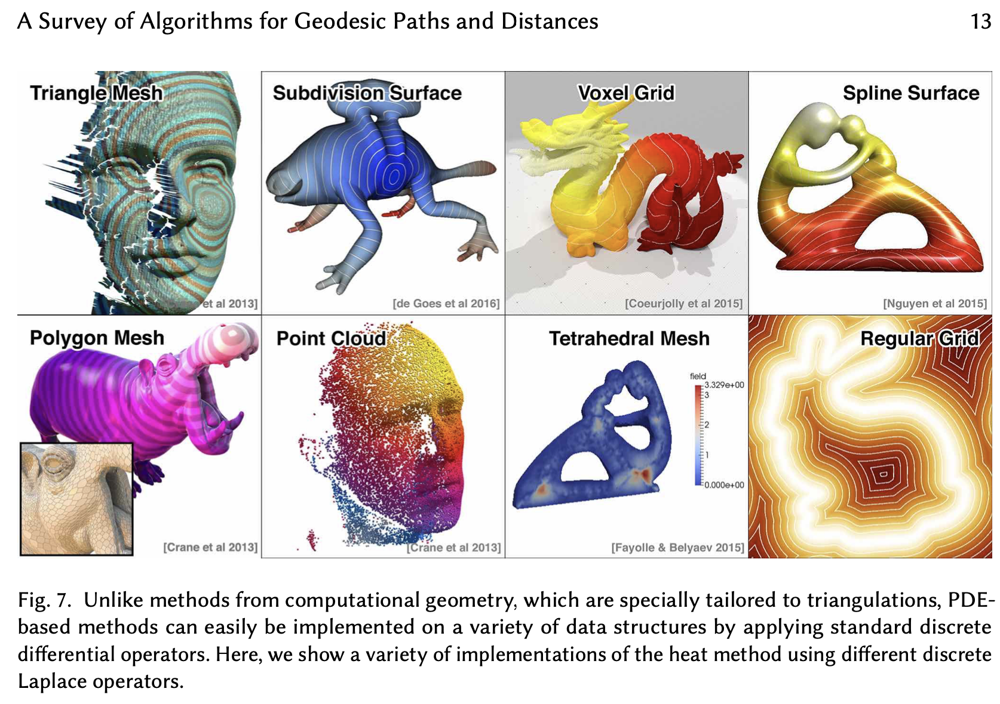 A Survey of Algorithms for Geodesic Paths and Distances 13
Triangle Mesh
et al 2013]
Subdivision Surface
[de Goes et al 2016]
Voxel Grid
[Coeurjolly et al 2015]
Spline Surface
[Nguyen et al 2015]
Polygon Mesh
[Crane et al 2013]
Point Cloud
[Crane et al 2013]
Tetrahedral Mesh
field
3.329e+00
3
2
1
0.000e+00
[Fayolle & Belyaev 2015]
Regular Grid
Fig. 7. Unlike methods from computational geometry, which are specially tailored to triangulations, PDE-
based methods can easily be implemented on a variety of data structures by applying standard discrete
differential operators. Here, we show a variety of implementations of the heat method using different discrete
Laplace operators.